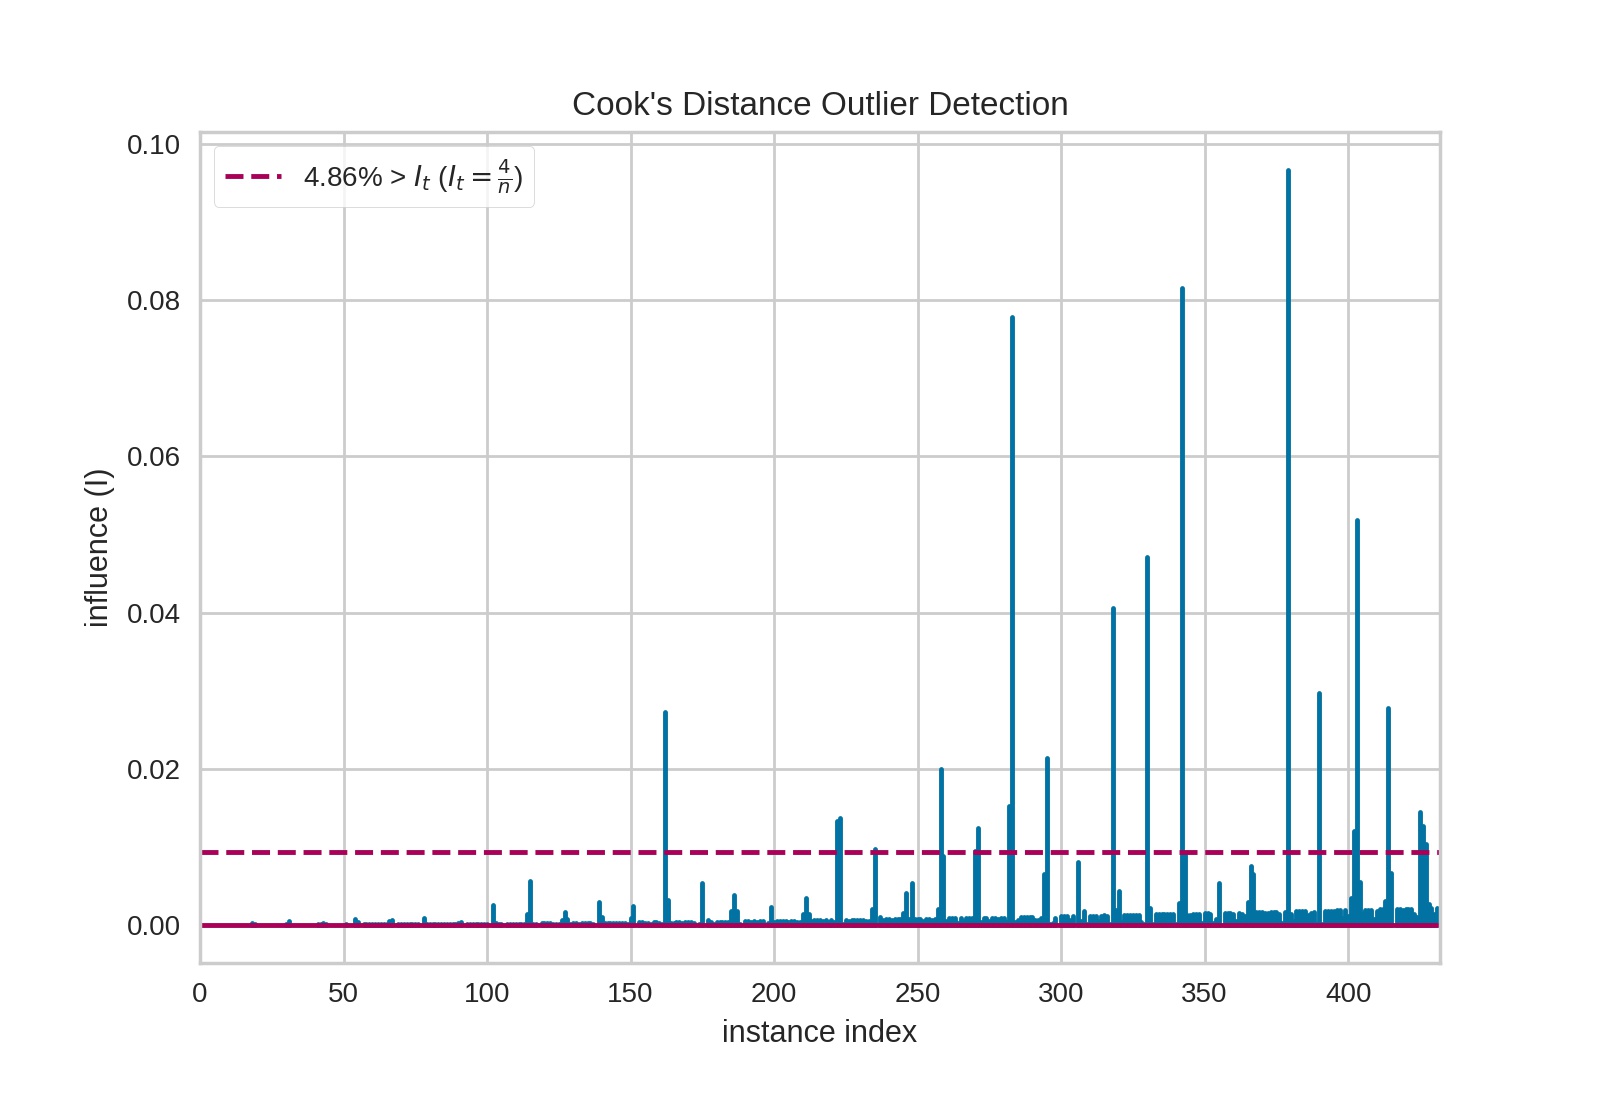 Cook's Distance Outlier Detection
4.86% > I_t (I_t = 4/n)
0.10
0.08
0.06
0.04
0.02
0.00
influence (I)
0 50 100 150 200 250 300 350 400
instance index